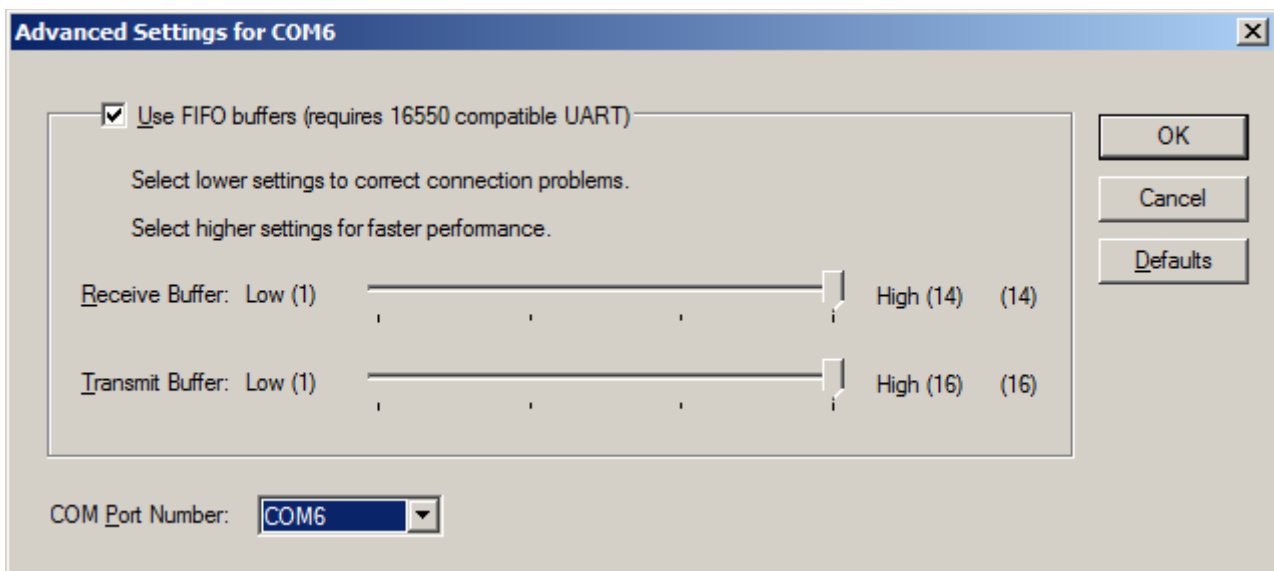 Advanced Settings for COM6
Use FIFO buffers (requires 16550 compatible UART)
OK
Select lower settings to correct connection problems.
Cancel
Select higher settings for faster performance.
Defaults
Receive Buffer: Low (1) High (14) (14)
Transmit Buffer: Low (1) High (16) (16)
COM Port Number: COM6